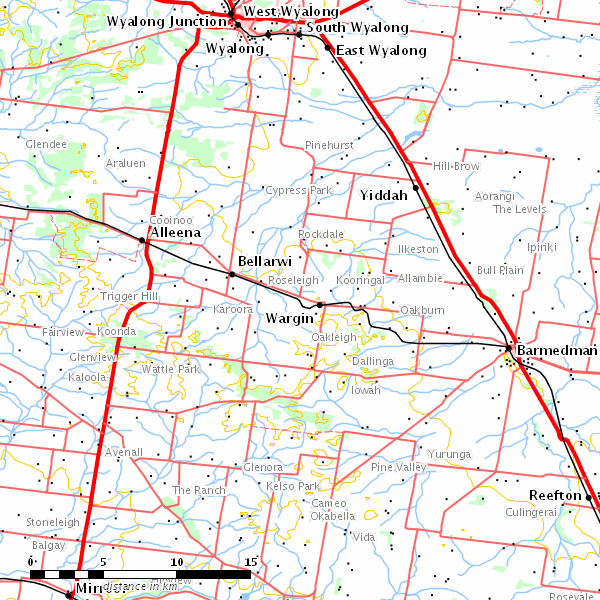 West Wyalong
Wyalong Junction
South Wyalong
Wyalong
East Wyalong
Glendee
Pinehurst
Araluen
Hill Brow
Cypress Park
Yiddah
Aorangi
The Levels
Cooinoo
Alleena
Rockdale
Ilkeston
Ipinki
Bellarwi
Bull Plain
Roseleigh
Kooringal
Allambie
Trigger Hill
Karoora
Wargin
Oakburn
Fairview
Koonda
Oakleigh
Barmedman
Glenview
Dallinga
Wattle Park
Kaloola
Iowah
Avenall
Yurunga
Glenora
Pine Valley
Kelso Park
The Ranch
Reefton
Cameo
Okabella
Culingerai
Stoneleigh
Vida
Balgay
0 5 10 15
distance in km
Rosevale